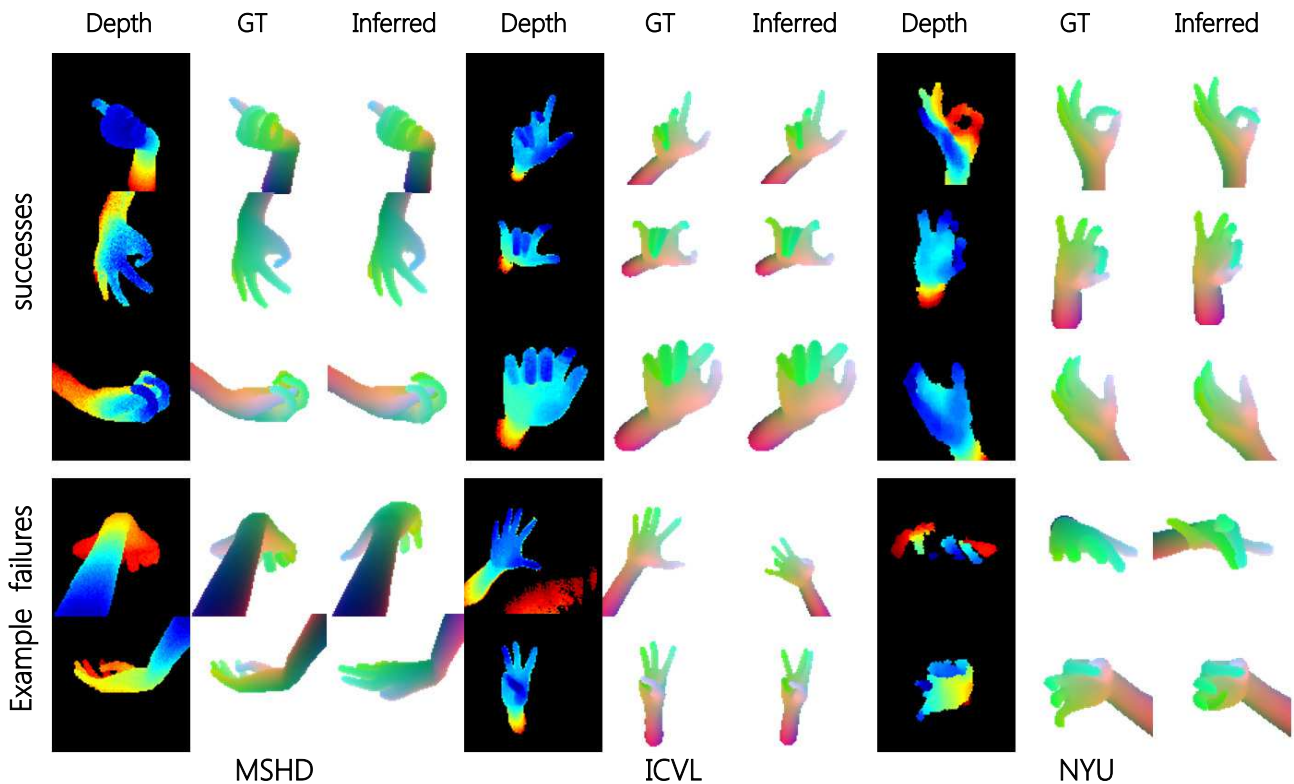 Depth GT Inferred Depth GT Inferred Depth GT Inferred
successes
Example failures
MSHD ICVL NYU